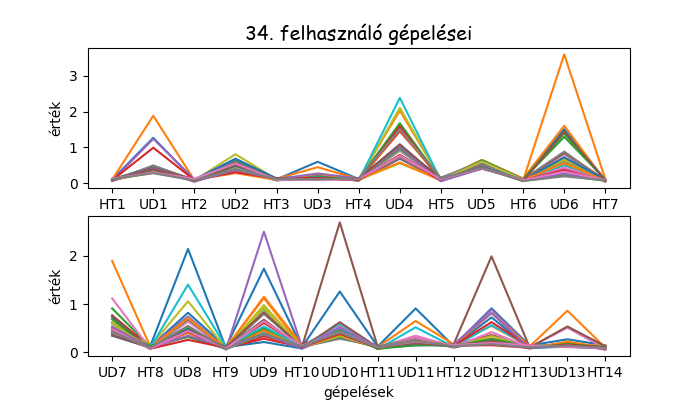 34. felhasználó gépelései
érték
3
2
1
0
HT1 UD1 HT2 UD2 HT3 UD3 HT4 UD4 HT5 UD5 HT6 UD6 HT7
érték
2
1
0
UD7 HT8 UD8 HT9 UD9 HT10 UD10 HT11 UD11 HT12 UD12 HT13 UD13 HT14
gépelések